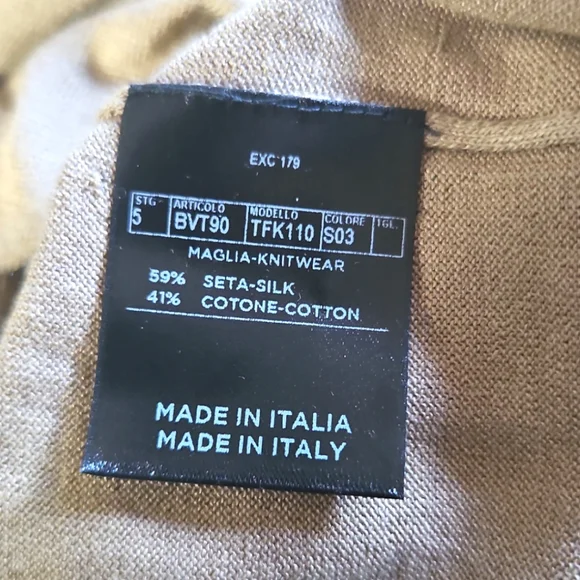 EXC 179
STG ARTICOLO MODELLO COLORE TGL.
5 BVT90 TFK110 S03
MAGLIA-KNITWEAR
59% SETA-SILK
41% COTONE-COTTON
MADE IN ITALIA
MADE IN ITALY